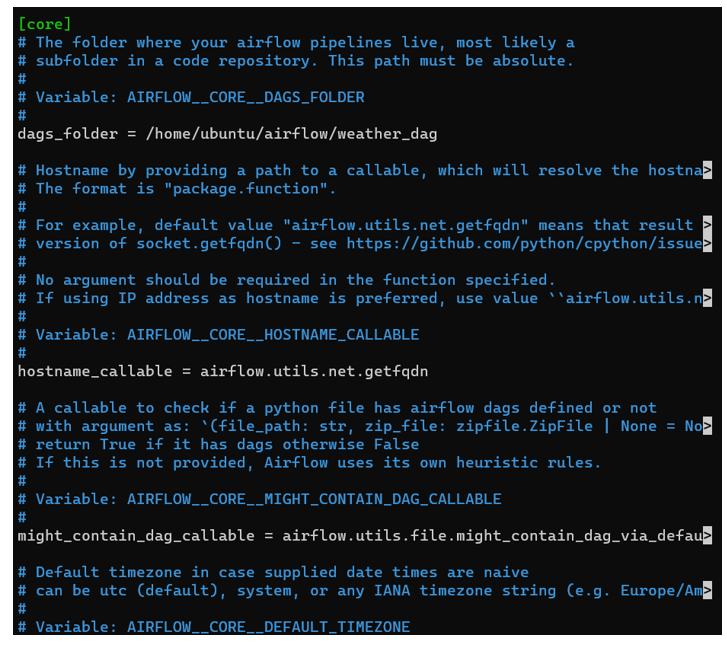 [core]
# The folder where your airflow pipelines live, most likely a
# subfolder in a code repository. This path must be absolute.
#
# Variable: AIRFLOW__CORE__DAGS_FOLDER
#
dags_folder = /home/ubuntu/airflow/weather_dag
# Hostname by providing a path to a callable, which will resolve the hostna>
# The format is "package.function".
#
# For example, default value "airflow.utils.net.getfqdn" means that result >
# version of socket.getfqdn() - see https://github.com/python/cpython/issue>
#
# No argument should be required in the function specified.
# If using IP address as hostname is preferred, use value ``airflow.utils.n>
#
# Variable: AIRFLOW__CORE__HOSTNAME_CALLABLE
#
hostname_callable = airflow.utils.net.getfqdn
# A callable to check if a python file has airflow dags defined or not
# with argument as: `(file_path: str, zip_file: zipfile.ZipFile | None = No>
# return True if it has dags otherwise False
# If this is not provided, Airflow uses its own heuristic rules.
#
# Variable: AIRFLOW__CORE__MIGHT_CONTAIN_DAG_CALLABLE
#
might_contain_dag_callable = airflow.utils.file.might_contain_dag_via_defau>
# Default timezone in case supplied date times are naive
# can be utc (default), system, or any IANA timezone string (e.g. Europe/Am>
#
# Variable: AIRFLOW__CORE__DEFAULT_TIMEZONE